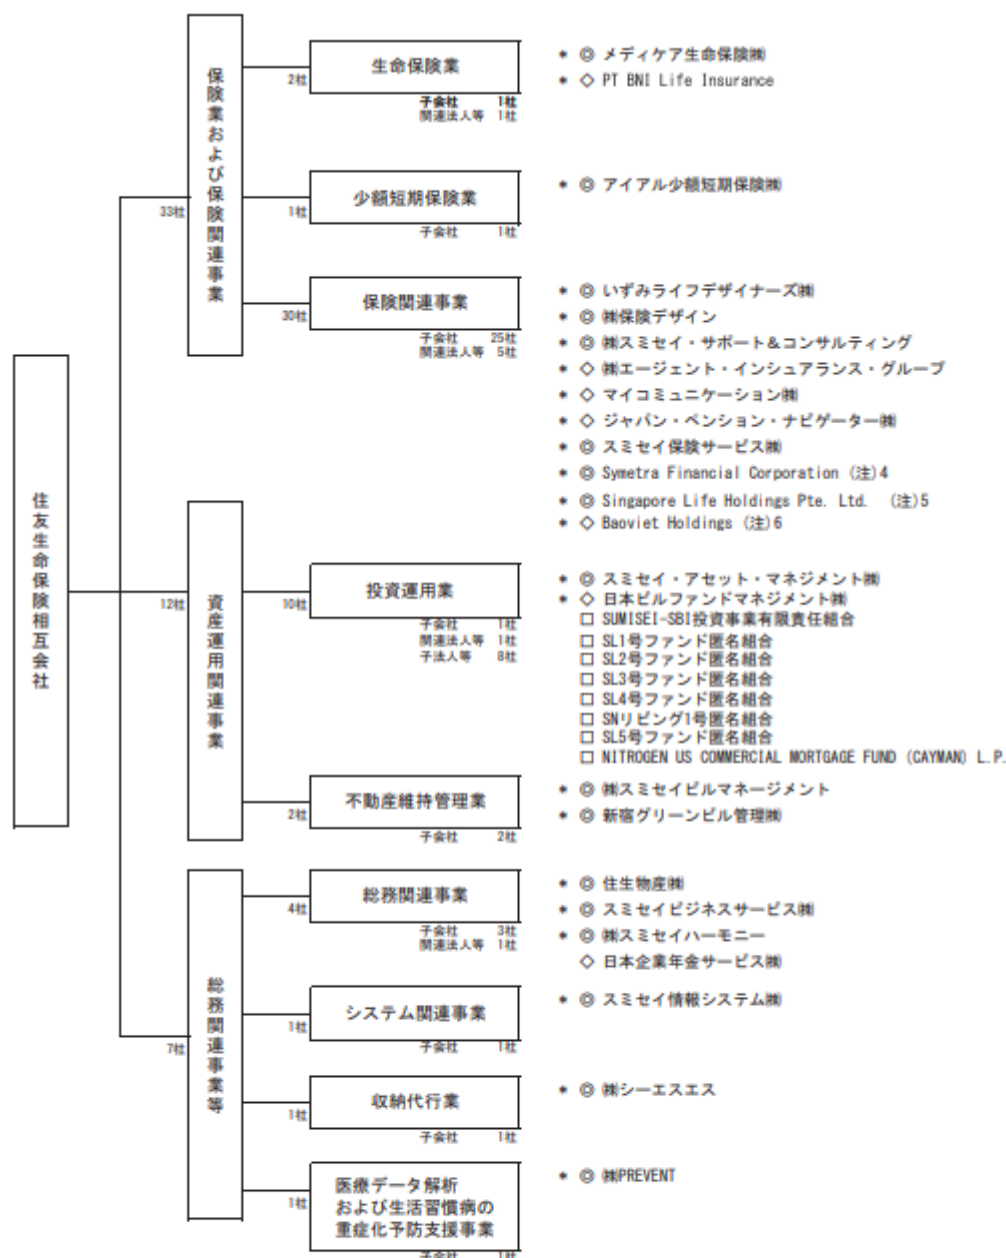 住友生命保険相互会社
33社
保険業および保険関連事業
2社
生命保険業
子会社 1社
関連法人等 1社
* ◎ メディケア生命保険㈱
* ◇ PT BNI Life Insurance
1社
少額短期保険業
子会社 1社
* ◎ アイアル少額短期保険㈱
30社
保険関連事業
子会社 25社
関連法人等 5社
* ◎ いずみライフデザイナーズ㈱
* ◎ ㈱保険デザイン
* ◎ ㈱スミセイ・サポート&コンサルティング
* ◇ ㈱エージェント・インシュアランス・グループ
* ◇ マイコミュニケーション㈱
* ◇ ジャパン・ペンション・ナビゲーター㈱
* ◎ スミセイ保険サービス㈱
* ◎ Symetra Financial Corporation (注)4
* ◎ Singapore Life Holdings Pte. Ltd. (注)5
* ◇ Baoviet Holdings (注)6
12社
資産運用関連事業
10社
投資運用業
子会社 1社
関連法人等 1社
子法人等 8社
* ◎ スミセイ・アセット・マネジメント㈱
* ◇ 日本ビルファンドマネジメント㈱
□ SUMISEI-SBI投資事業有限責任組合
□ SL1号ファンド匿名組合
□ SL2号ファンド匿名組合
□ SL3号ファンド匿名組合
□ SL4号ファンド匿名組合
□ SNリビング1号匿名組合
□ SL5号ファンド匿名組合
□ NITROGEN US COMMERCIAL MORTGAGE FUND (CAYMAN) L.P.
2社
不動産維持管理業
子会社 2社
* ◎ ㈱スミセイビルマネージメント
* ◎ 新宿グリーンビル管理㈱
7社
総務関連事業等
4社
総務関連事業
子会社 3社
関連法人等 1社
* ◎ 住生物産㈱
* ◎ スミセイビジネスサービス㈱
* ◎ ㈱スミセイハーモニー
◇ 日本企業年金サービス㈱
1社
システム関連事業
子会社 1社
* ◎ スミセイ情報システム㈱
1社
収納代行業
子会社 1社
* ◎ ㈱シーエスエス
1社
医療データ解析
および生活習慣病の
重症化予防支援事業
子会社 1社
* ◎ ㈱PREVENT